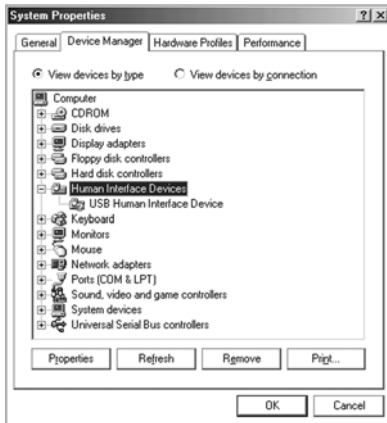 System Properties
General Device Manager Hardware Profiles Performance
View devices by type View devices by connection
Computer
CDROM
Disk drives
Display adapters
Floppy disk controllers
Hard disk controllers
Human Interface Devices
USB Human Interface Device
Keyboard
Monitors
Mouse
Network adapters
Ports (COM & LPT)
Sound, video and game controllers
System devices
Universal Serial Bus controllers
Properties Refresh Remove Print...
OK Cancel